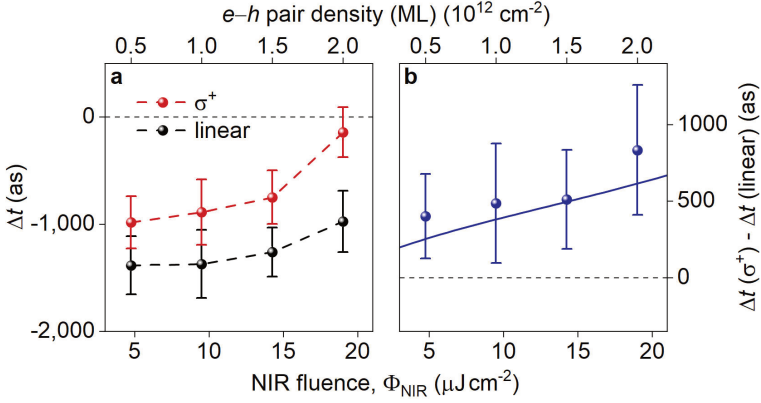 e–h pair density (ML) (10¹² cm⁻²)
0.5 1.0 1.5 2.0 0.5 1.0 1.5 2.0
a b
σ⁺
linear
0
-1,000
-2,000
Δt (as)
1000
500
0
Δt (σ⁺) - Δt (linear) (as)
5 10 15 20 5 10 15 20
NIR fluence, Φ_NIR (μJ cm⁻²)